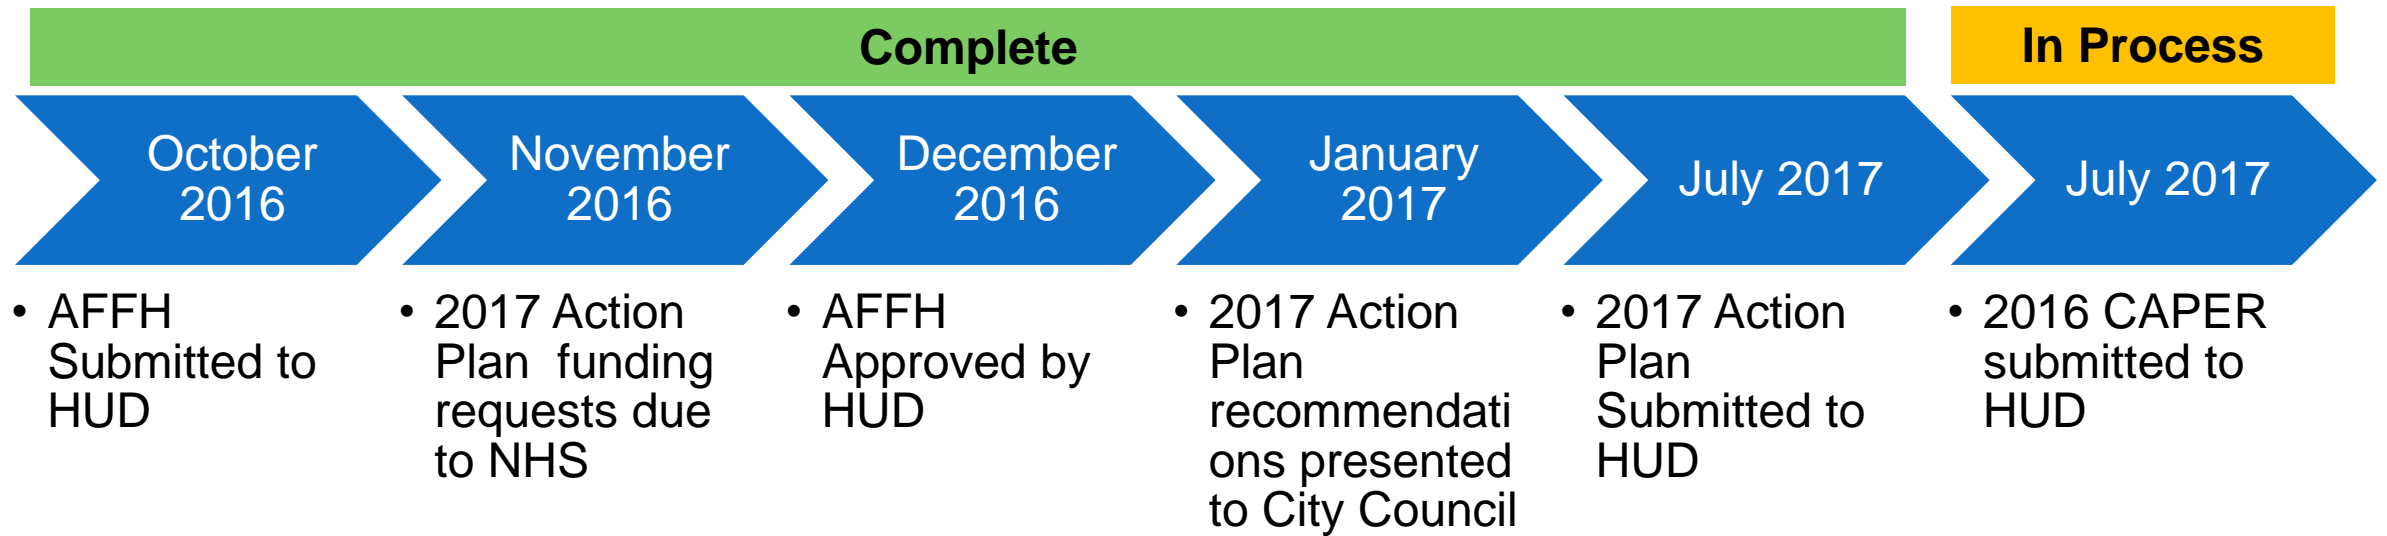 Complete
In Process
October
2016
November
2016
December
2016
January
2017
July 2017
July 2017
• AFFH
Submitted to
HUD
• 2017 Action
Plan  funding
requests due
to NHS
• AFFH
Approved by
HUD
• 2017 Action
Plan
recommendati
ons presented
to City Council
• 2017 Action
Plan
Submitted to
HUD
• 2016 CAPER
submitted to
HUD